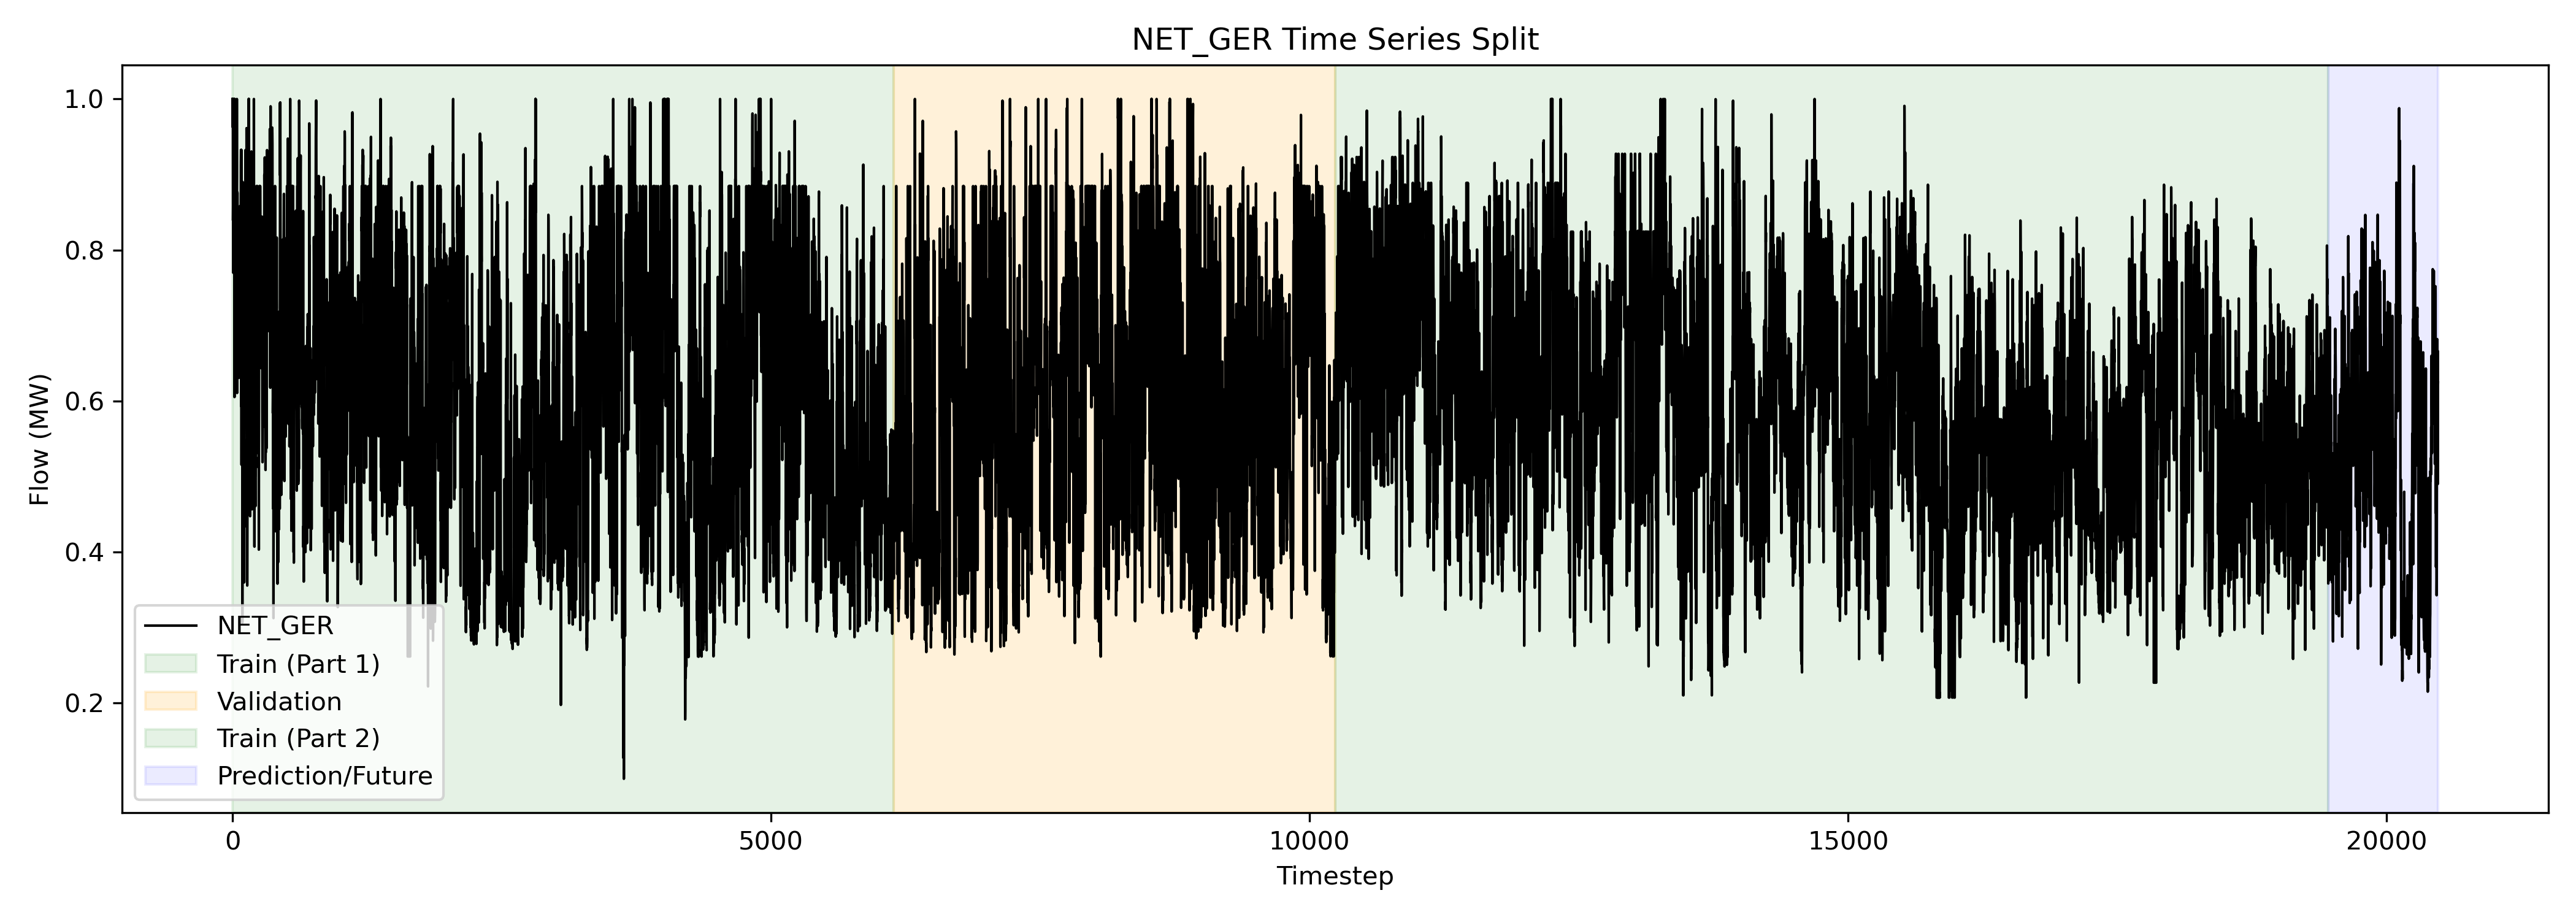 NET_GER Time Series Split
Flow (MW)
1.0
0.8
0.6
0.4
0.2
NET_GER
Train (Part 1)
Validation
Train (Part 2)
Prediction/Future
0 5000 10000 15000 20000
Timestep